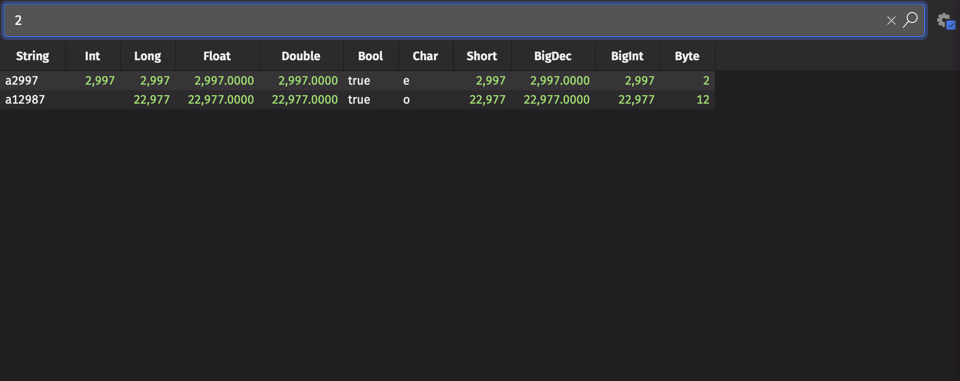 2
String Int Long Float Double Bool Char Short BigDec BigInt Byte
a2997 2,997 2,997 2,997.0000 2,997.0000 true e 2,997 2,997.0000 2,997 2
a12987 22,977 22,977.0000 22,977.0000 true o 22,977 22,977.0000 22,977 12